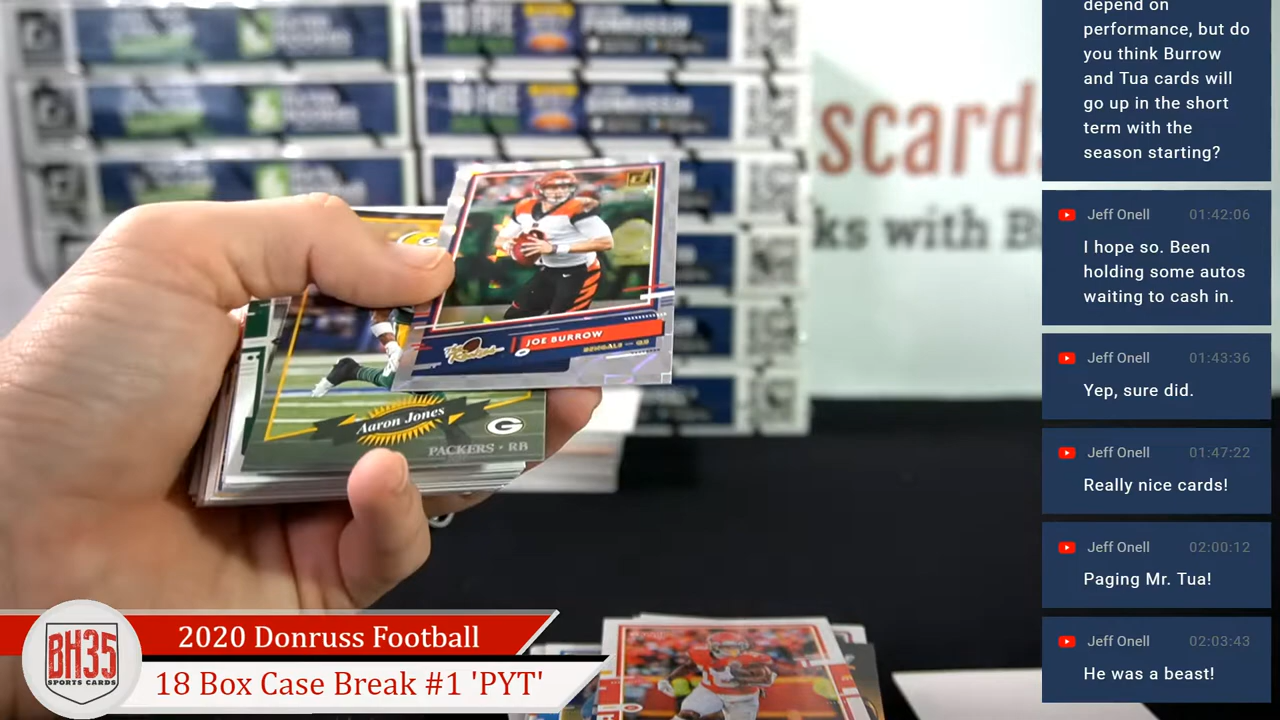 depend on
performance, but do
you think Burrow
and Tua cards will
go up in the short
term with the
season starting?
Jeff Onell 01:42:06
I hope so. Been
holding some autos
waiting to cash in.
Jeff Onell 01:43:36
Yep, sure did.
Jeff Onell 01:47:22
Really nice cards!
Jeff Onell 02:00:12
Paging Mr. Tua!
Jeff Onell 02:03:43
He was a beast!
scards
ks with B
JOE BURROW
BENGALS QB
The Rookies
Aaron Jones
G
PACKERS • RB
BH35
SPORTS CARDS
2020 Donruss Football
18 Box Case Break #1 'PYT'